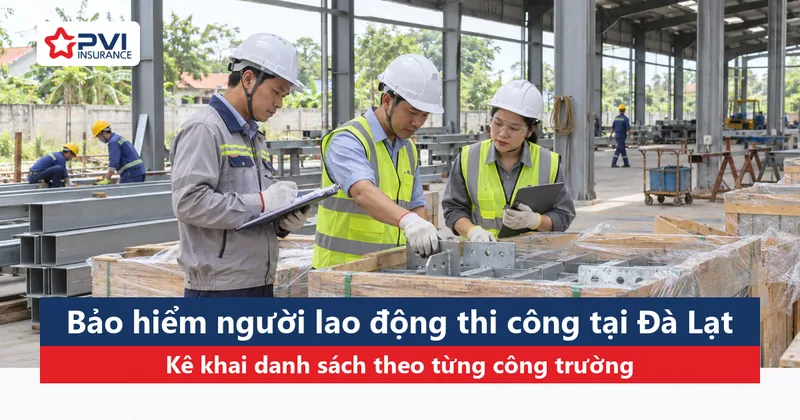 PVI
INSURANCE
Bảo hiểm người lao động thi công tại Đà Lạt
Kê khai danh sách theo từng công trường